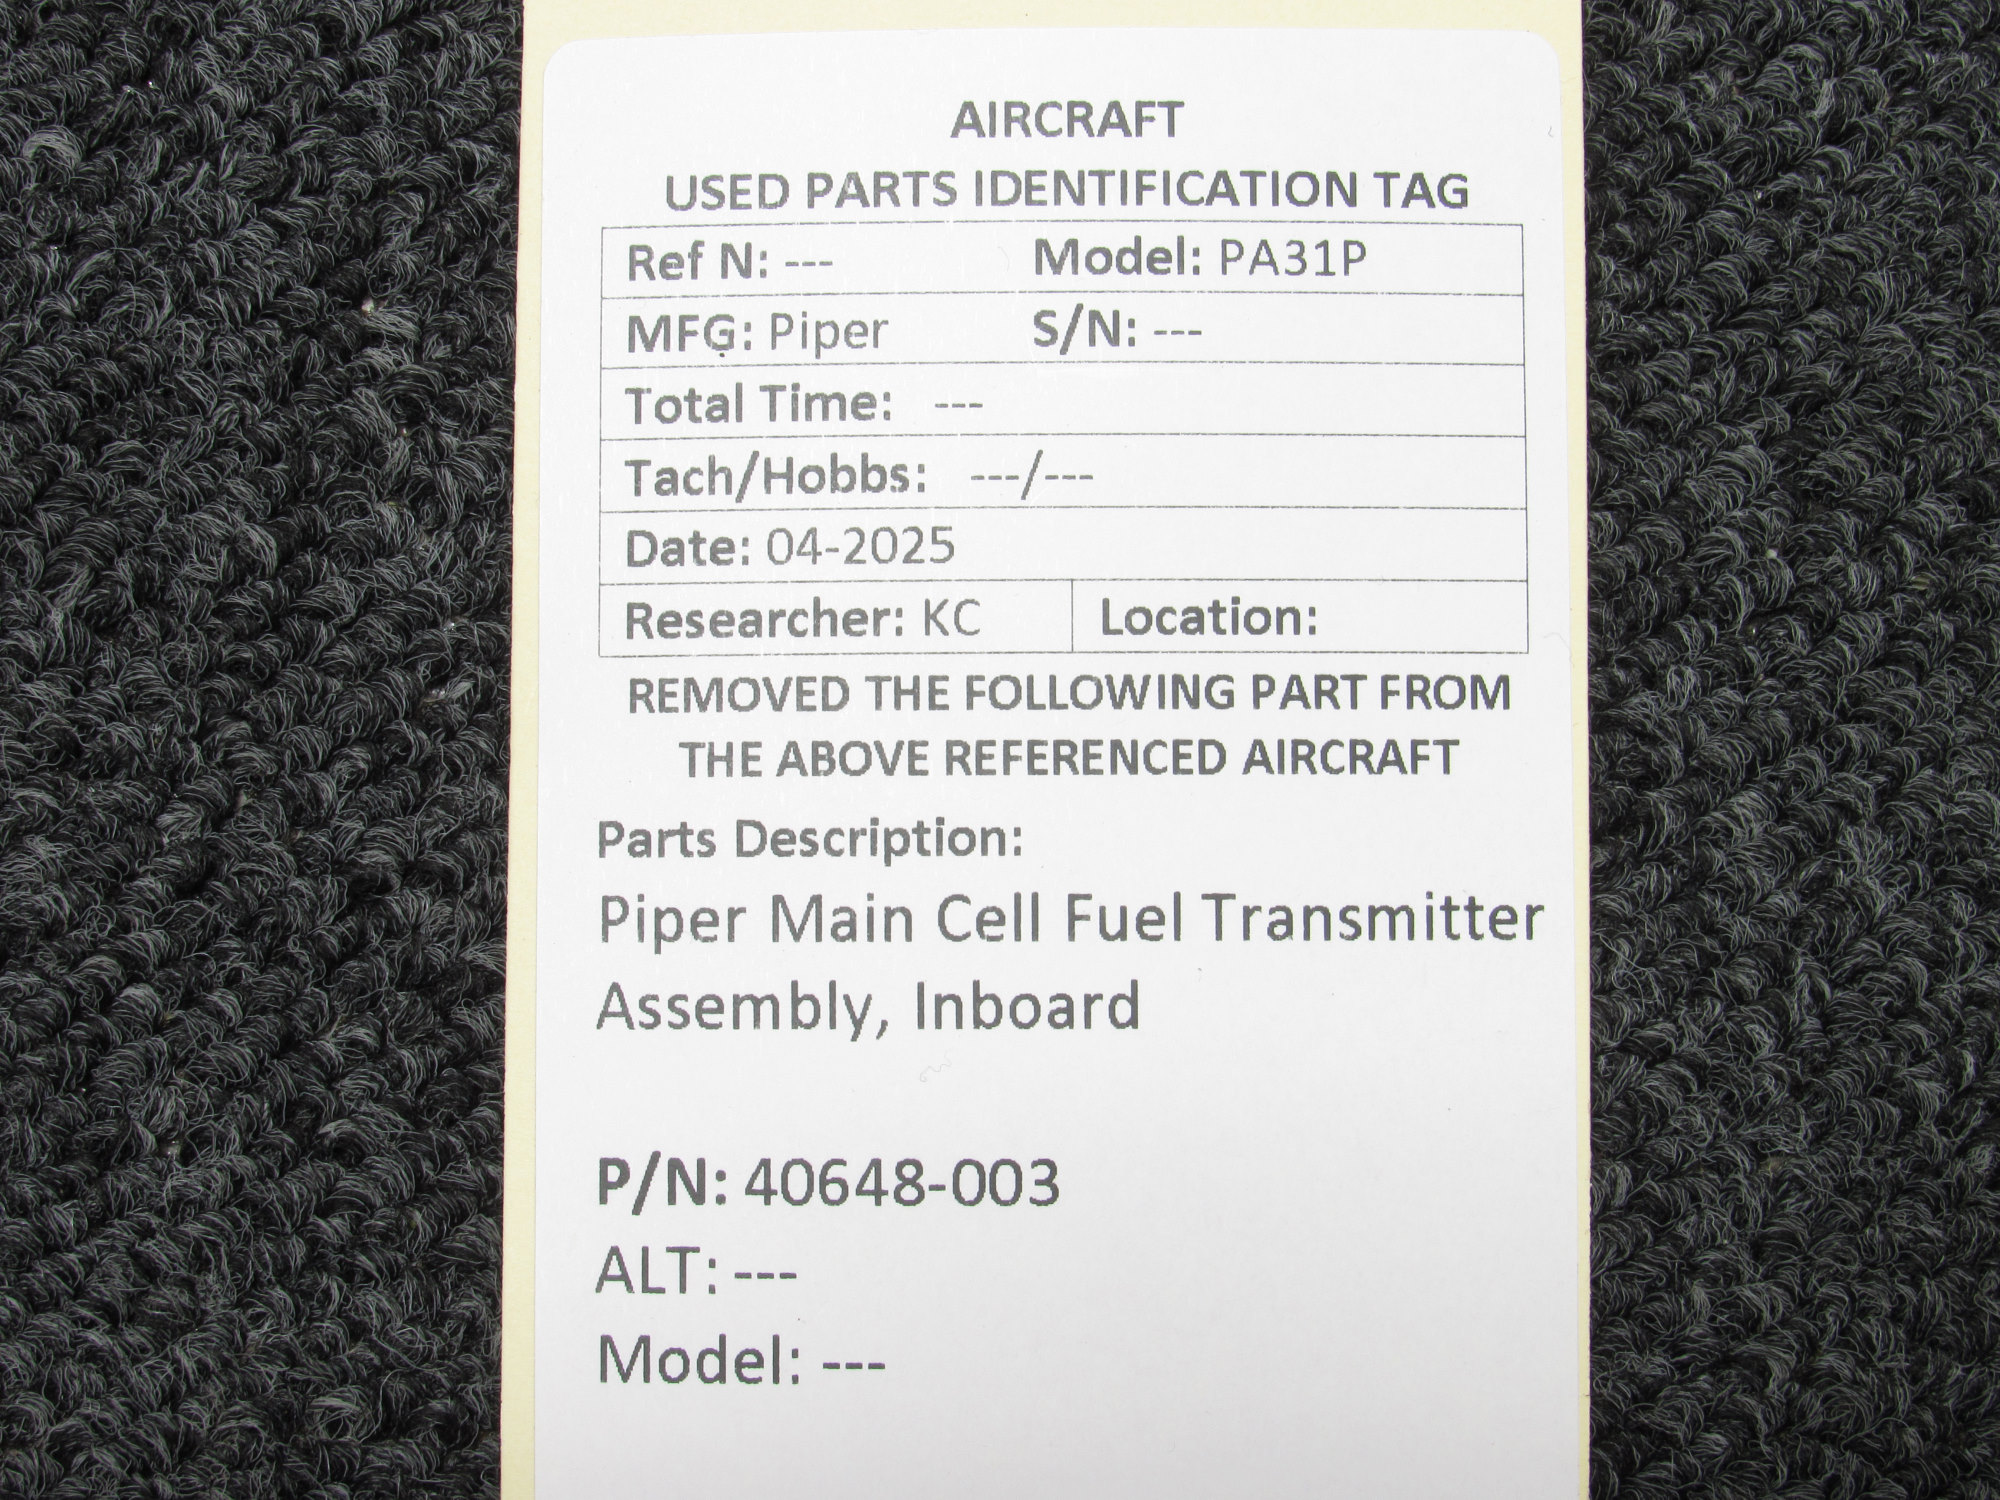 AIRCRAFT
USED PARTS IDENTIFICATION TAG
Ref N: --- Model: PA31P
MFG: Piper S/N: ---
Total Time: ---
Tach/Hobbs: ---/---
Date: 04-2025
Researcher: KC Location:
REMOVED THE FOLLOWING PART FROM
THE ABOVE REFERENCED AIRCRAFT
Parts Description:
Piper Main Cell Fuel Transmitter
Assembly, Inboard
P/N: 40648-003
ALT: ---
Model: ---